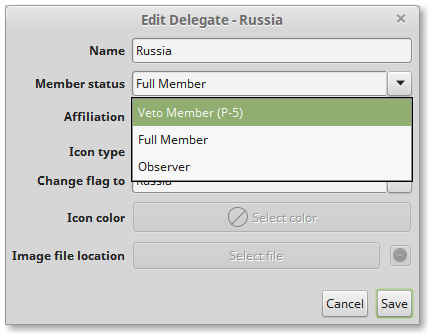 Edit Delegate - Russia
Name Russia
Member status Full Member
Affiliation Veto Member (P-5)
Icon type Full Member
Observer
Change flag to Russia
Icon color Select color
Image file location Select file
Cancel Save